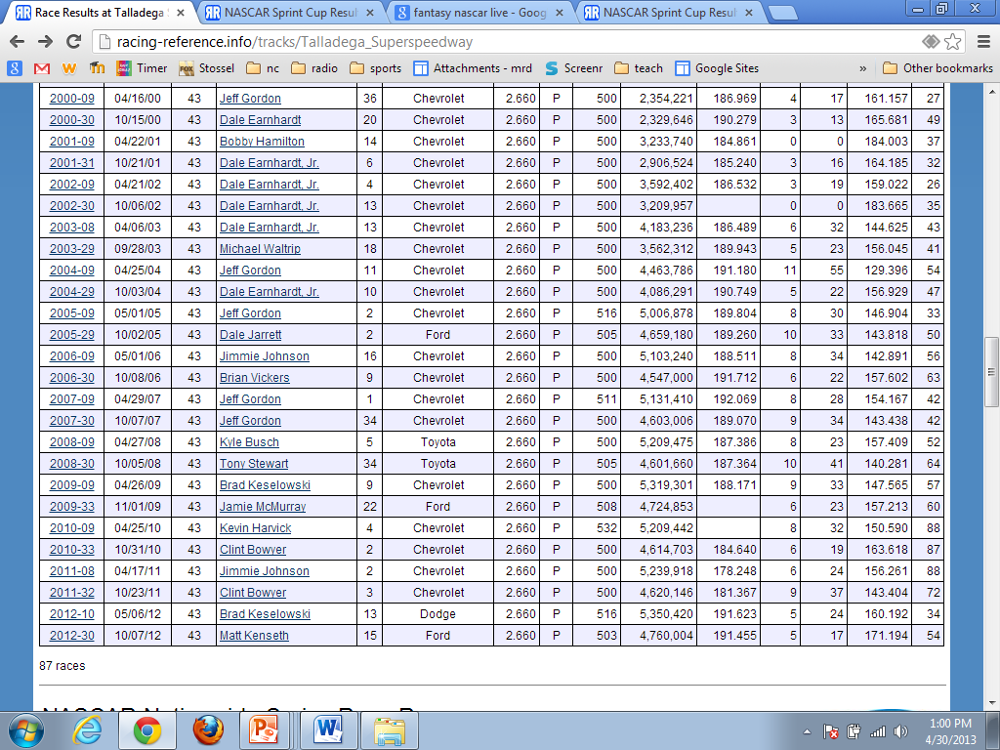 Race Results at Talladega S
NASCAR Sprint Cup Resul
fantasy nascar live - Goog
NASCAR Sprint Cup Resul
racing-reference.info/tracks/Talladega_Superspeedway
Timer Stossel nc radio sports Attachments - mrd Screenr teach Google Sites » Other bookmarks
2000-09 04/16/00 43 Jeff Gordon 36 Chevrolet 2.660 P 500 2,354,221 186.969 4 17 161.157 27
2000-30 10/15/00 43 Dale Earnhardt 20 Chevrolet 2.660 P 500 2,329,646 190.279 3 13 165.681 49
2001-09 04/22/01 43 Bobby Hamilton 14 Chevrolet 2.660 P 500 3,233,740 184.861 0 0 184.003 37
2001-31 10/21/01 43 Dale Earnhardt, Jr. 6 Chevrolet 2.660 P 500 2,906,524 185.240 3 16 164.185 32
2002-09 04/21/02 43 Dale Earnhardt, Jr. 4 Chevrolet 2.660 P 500 3,592,402 186.532 3 19 159.022 26
2002-30 10/06/02 43 Dale Earnhardt, Jr. 13 Chevrolet 2.660 P 500 3,209,957 0 0 183.665 35
2003-08 04/06/03 43 Dale Earnhardt, Jr. 13 Chevrolet 2.660 P 500 4,183,236 186.489 6 32 144.625 43
2003-29 09/28/03 43 Michael Waltrip 18 Chevrolet 2.660 P 500 3,562,312 189.943 5 23 156.045 41
2004-09 04/25/04 43 Jeff Gordon 11 Chevrolet 2.660 P 500 4,463,786 191.180 11 55 129.396 54
2004-29 10/03/04 43 Dale Earnhardt, Jr. 10 Chevrolet 2.660 P 500 4,086,291 190.749 5 22 156.929 47
2005-09 05/01/05 43 Jeff Gordon 2 Chevrolet 2.660 P 516 5,006,878 189.804 8 30 146.904 33
2005-29 10/02/05 43 Dale Jarrett 2 Ford 2.660 P 505 4,659,180 189.260 10 33 143.818 50
2006-09 05/01/06 43 Jimmie Johnson 16 Chevrolet 2.660 P 500 5,103,240 188.511 8 34 142.891 56
2006-30 10/08/06 43 Brian Vickers 9 Chevrolet 2.660 P 500 4,547,000 191.712 6 22 157.602 63
2007-09 04/29/07 43 Jeff Gordon 1 Chevrolet 2.660 P 511 5,131,410 192.069 8 28 154.167 42
2007-30 10/07/07 43 Jeff Gordon 34 Chevrolet 2.660 P 500 4,603,006 189.070 9 34 143.438 42
2008-09 04/27/08 43 Kyle Busch 5 Toyota 2.660 P 500 5,209,475 187.386 8 23 157.409 52
2008-30 10/05/08 43 Tony Stewart 34 Toyota 2.660 P 505 4,601,660 187.364 10 41 140.281 64
2009-09 04/26/09 43 Brad Keselowski 9 Chevrolet 2.660 P 500 5,319,301 188.171 9 33 147.565 57
2009-33 11/01/09 43 Jamie McMurray 22 Ford 2.660 P 508 4,724,853 6 23 157.213 60
2010-09 04/25/10 43 Kevin Harvick 4 Chevrolet 2.660 P 532 5,209,442 8 32 150.590 88
2010-33 10/31/10 43 Clint Bowyer 2 Chevrolet 2.660 P 500 4,614,703 184.640 6 19 163.618 87
2011-08 04/17/11 43 Jimmie Johnson 2 Chevrolet 2.660 P 500 5,239,918 178.248 6 24 156.261 88
2011-32 10/23/11 43 Clint Bowyer 3 Chevrolet 2.660 P 500 4,620,146 181.367 9 37 143.404 72
2012-10 05/06/12 43 Brad Keselowski 13 Dodge 2.660 P 516 5,350,420 191.623 5 24 160.192 34
2012-30 10/07/12 43 Matt Kenseth 15 Ford 2.660 P 503 4,760,004 191.455 5 17 171.194 54
87 races
1:00 PM
4/30/2013